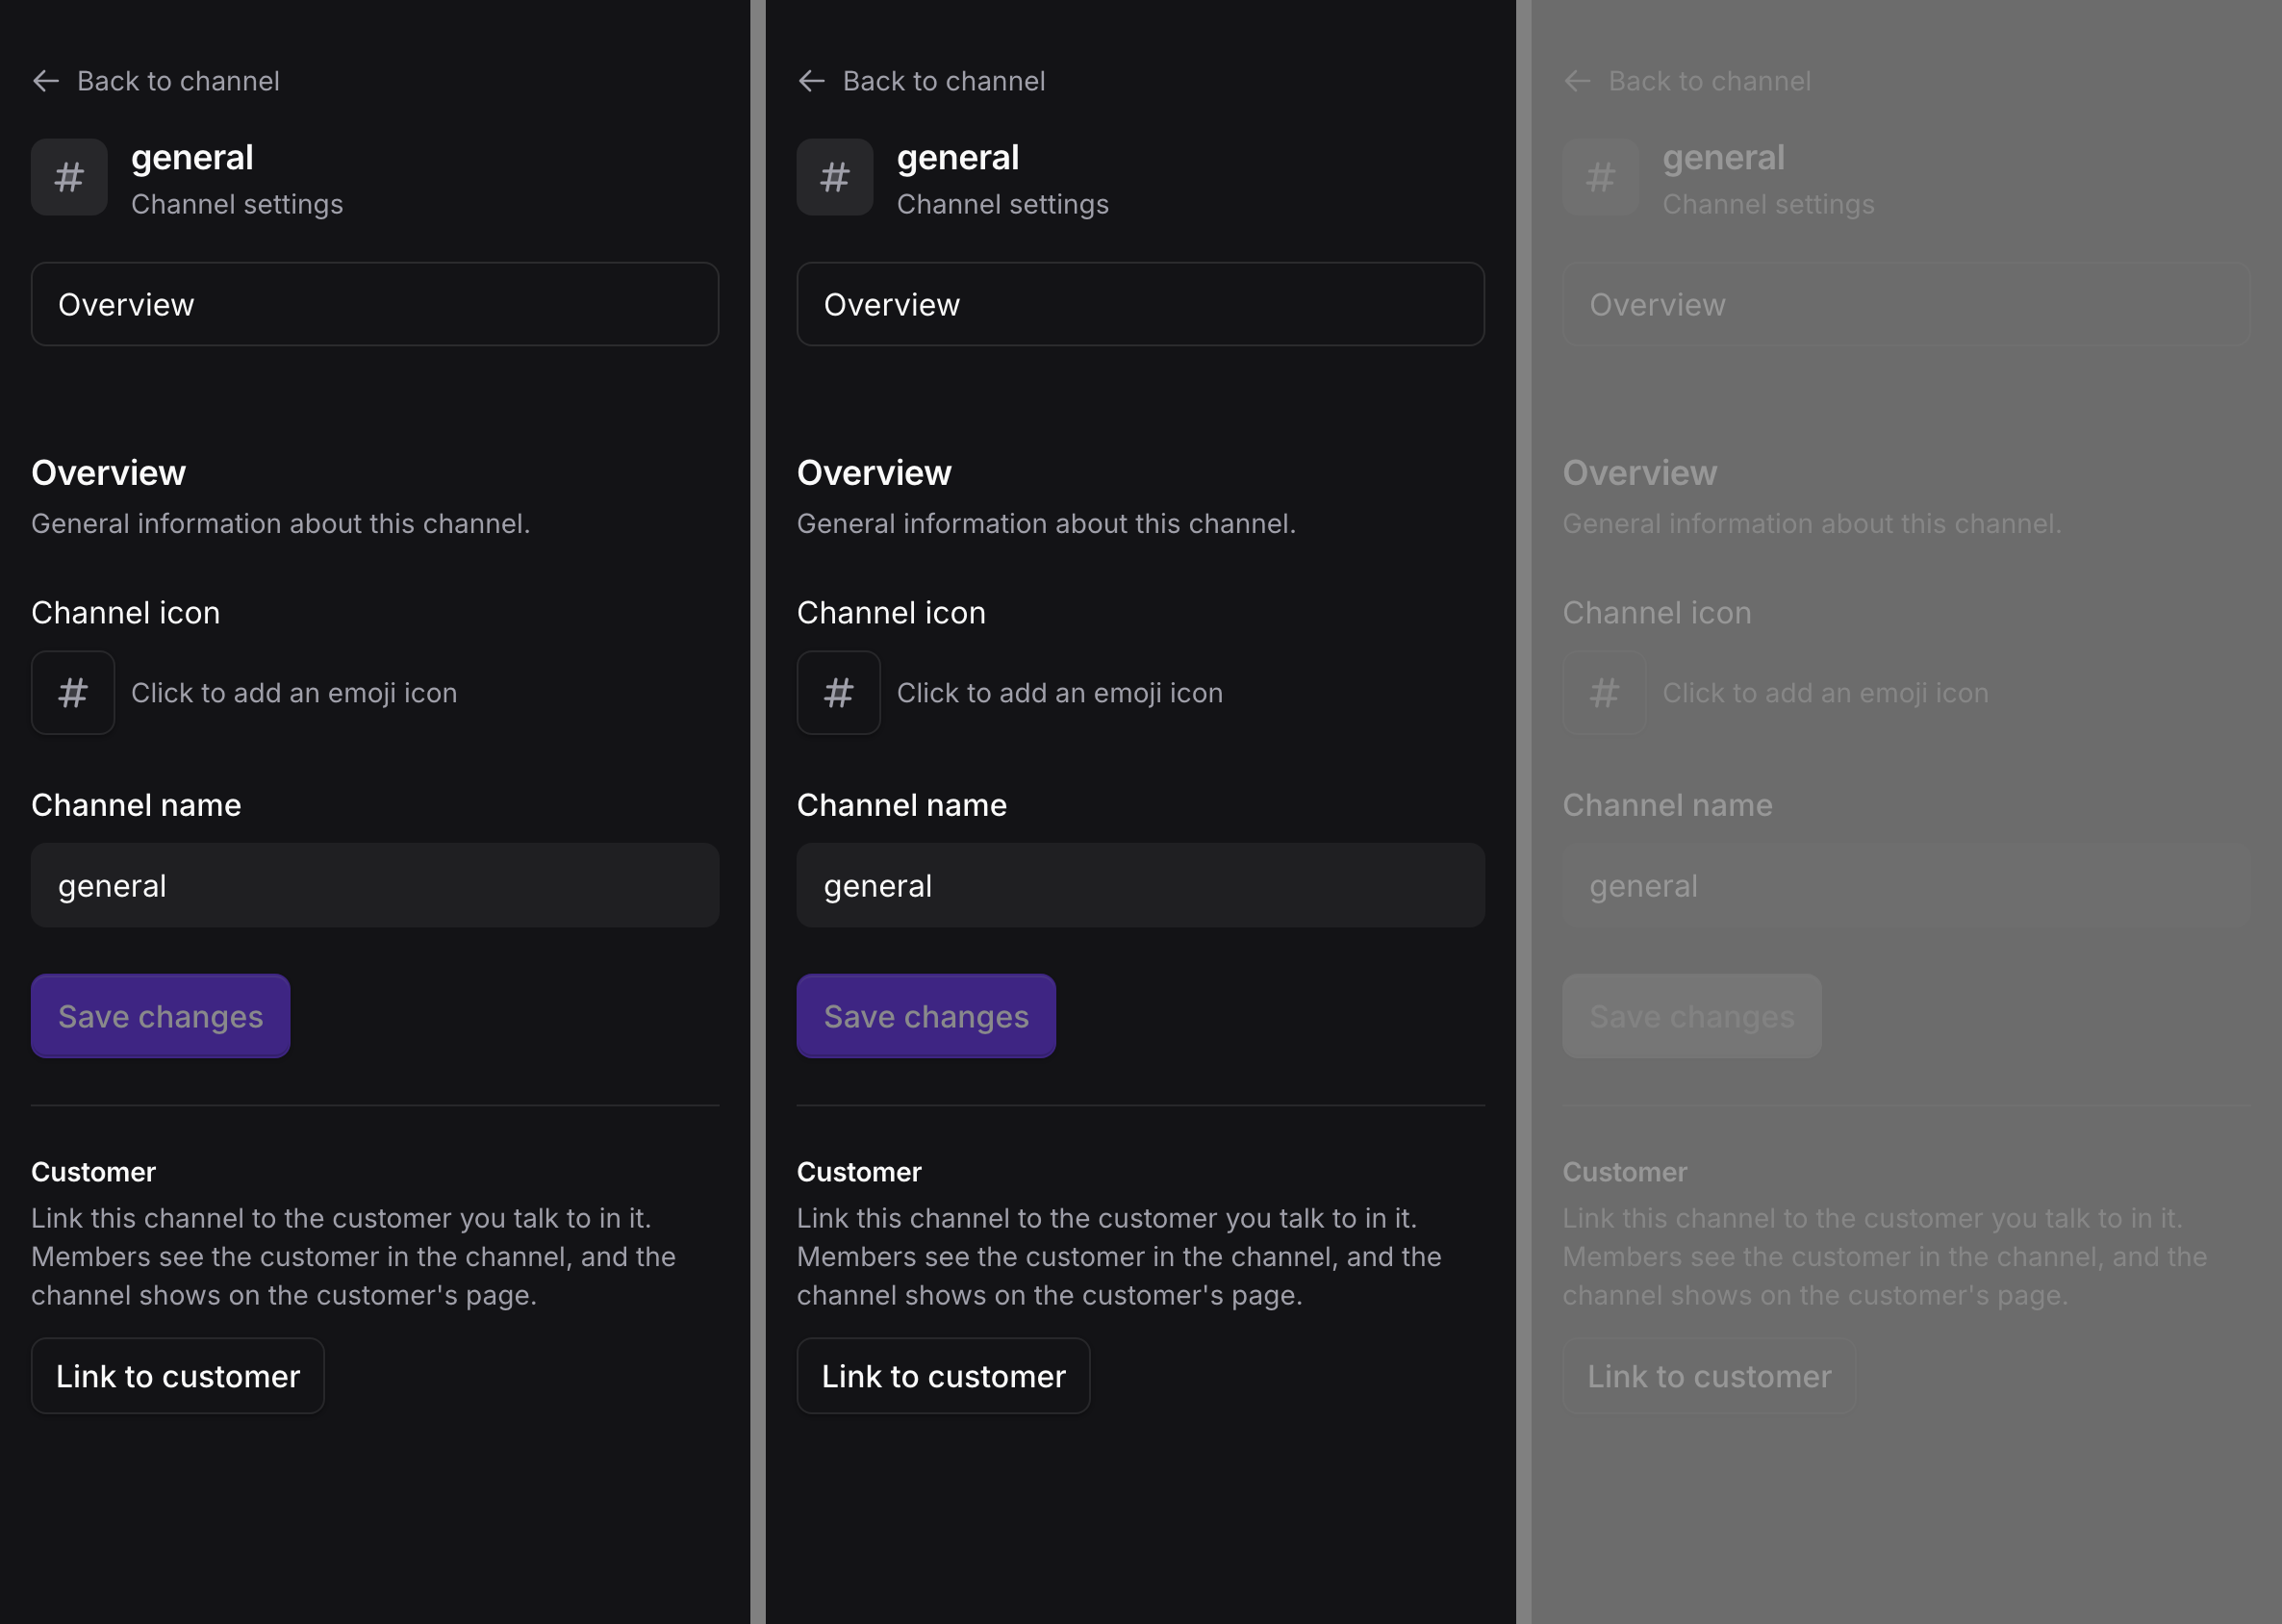 Back to channel
# general
Channel settings
Overview
Overview
General information about this channel.
Channel icon
# Click to add an emoji icon
Channel name
general
Save changes
Customer
Link this channel to the customer you talk to in it.
Members see the customer in the channel, and the
channel shows on the customer's page.
Link to customer
Back to channel
# general
Channel settings
Overview
Overview
General information about this channel.
Channel icon
# Click to add an emoji icon
Channel name
general
Save changes
Customer
Link this channel to the customer you talk to in it.
Members see the customer in the channel, and the
channel shows on the customer's page.
Link to customer
Back to channel
# general
Channel settings
Overview
Overview
General information about this channel.
Channel icon
# Click to add an emoji icon
Channel name
general
Save changes
Customer
Link this channel to the customer you talk to in it.
Members see the customer in the channel, and the
channel shows on the customer's page.
Link to customer